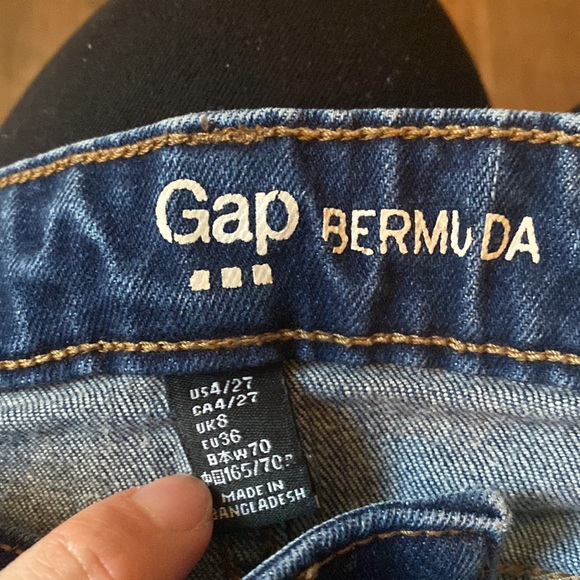 Gap BERMUDA
US4/27
CA4/27
UK8
EU36
日本W70
中国165/70A
MADE IN
BANGLADESH